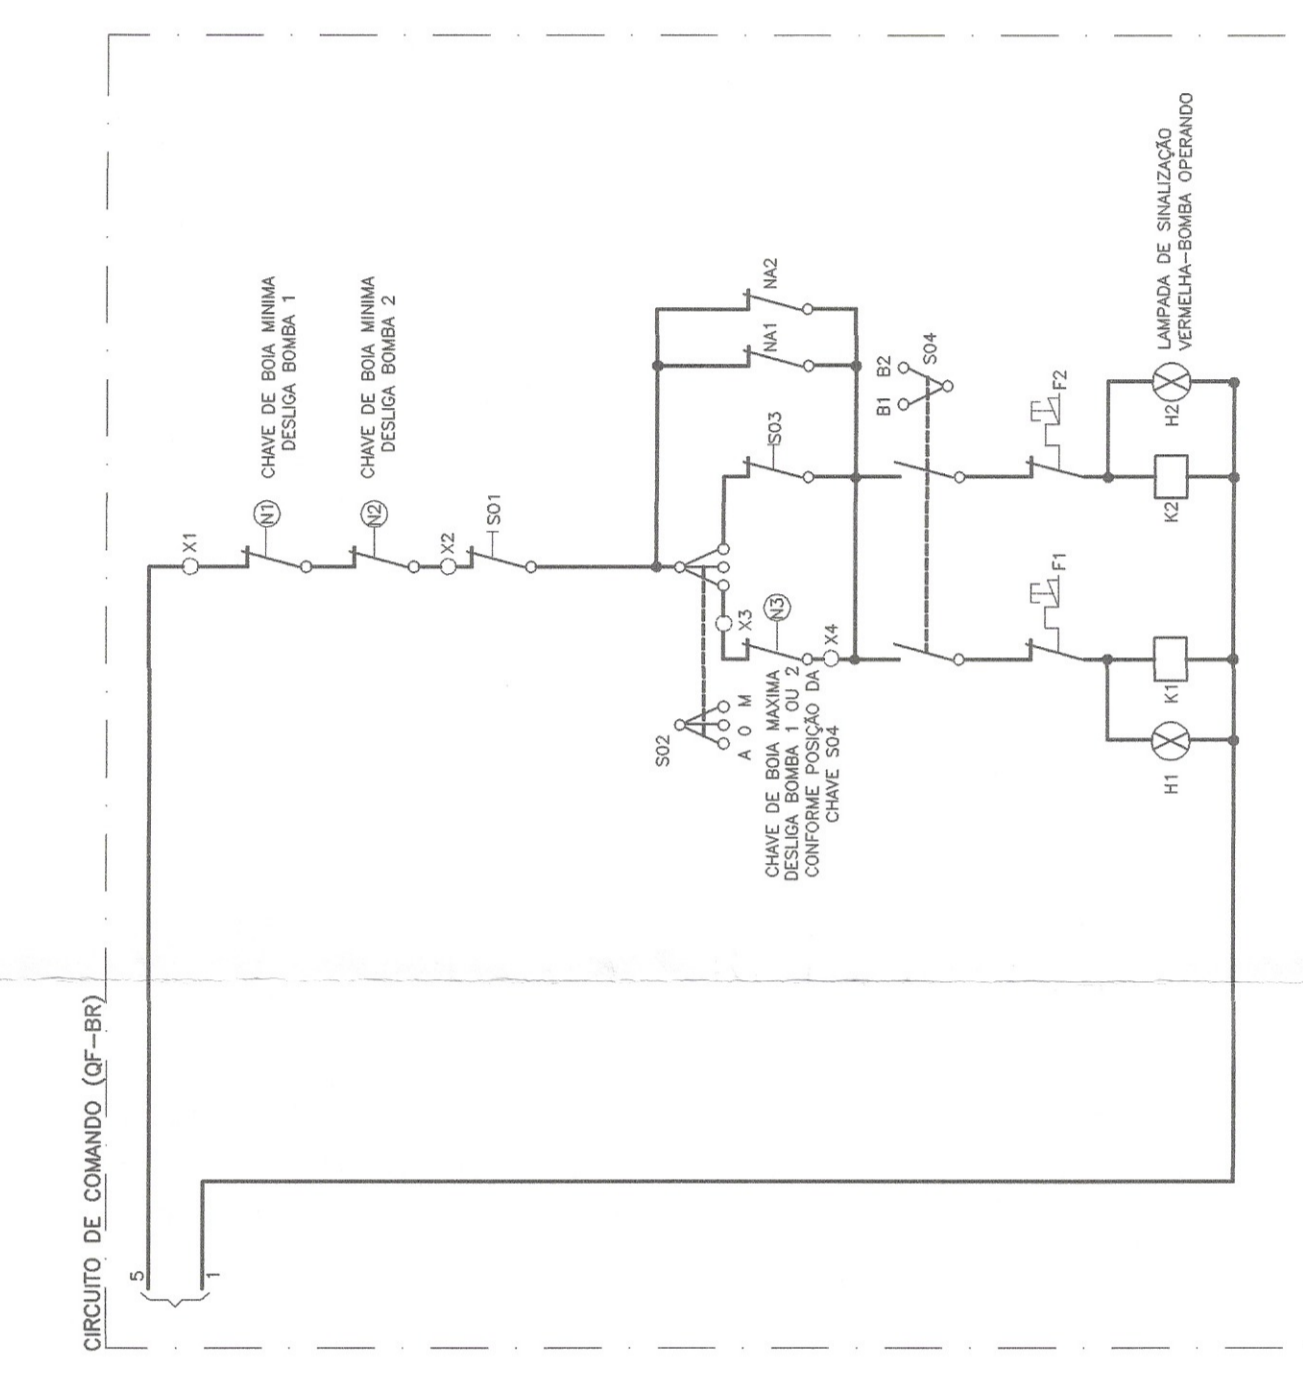 CIRCUITO DE COMANDO (QF-BR)
5
1
X1
N1
CHAVE DE BOIA MINIMA
DESLIGA BOMBA 1
N2
CHAVE DE BOIA MINIMA
DESLIGA BOMBA 2
X2
S01
S02
A O M
X3
N3
X4
CHAVE DE BOIA MAXIMA
DESLIGA BOMBA 1 OU 2
CONFORME POSIÇÃO DA
CHAVE S04
S03
NA1
NA2
B1 B2
S04
F1
F2
H1
K1
K2
H2
LAMPADA DE SINALIZAÇÃO
VERMELHA-BOMBA OPERANDO